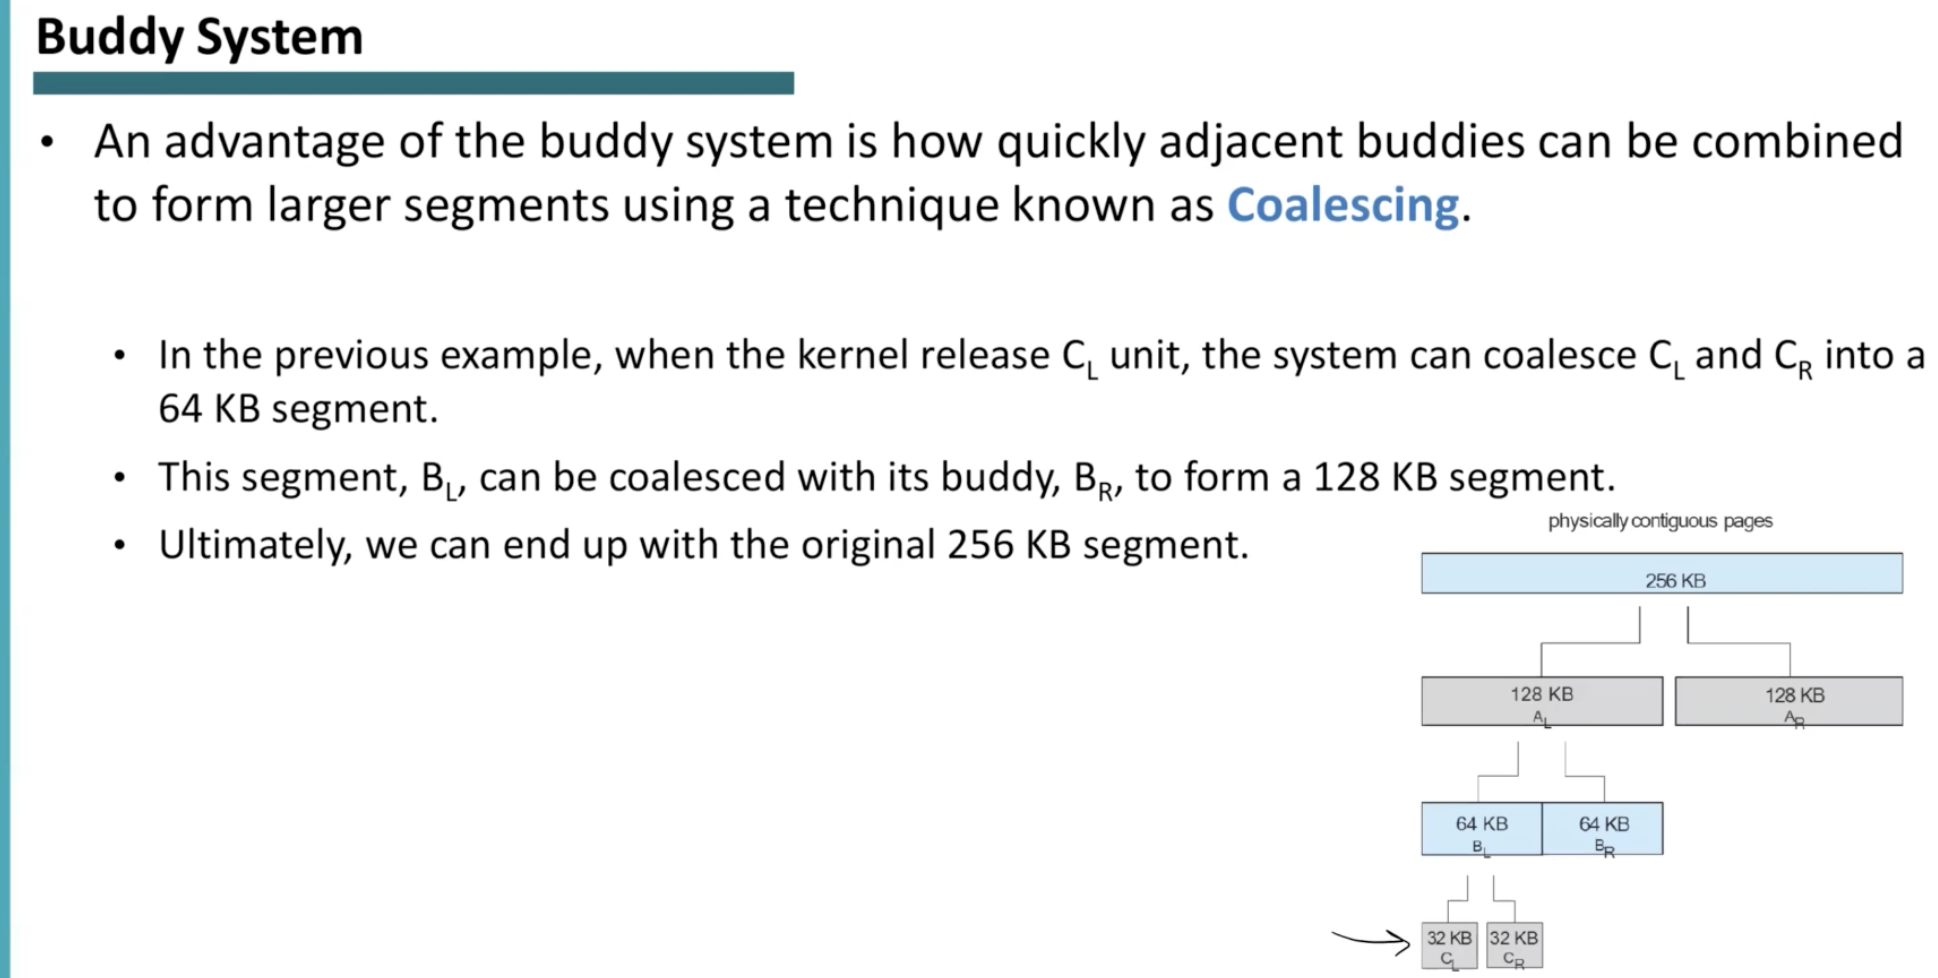 Buddy System
• An advantage of the buddy system is how quickly adjacent buddies can be combined
to form larger segments using a technique known as Coalescing.
• In the previous example, when the kernel release C_L unit, the system can coalesce C_L and C_R into a
64 KB segment.
• This segment, B_L, can be coalesced with its buddy, B_R, to form a 128 KB segment.
• Ultimately, we can end up with the original 256 KB segment.
physically contiguous pages
256 KB
128 KB
A_L
128 KB
A_R
64 KB
B_L
64 KB
B_R
32 KB
C_L
32 KB
C_R